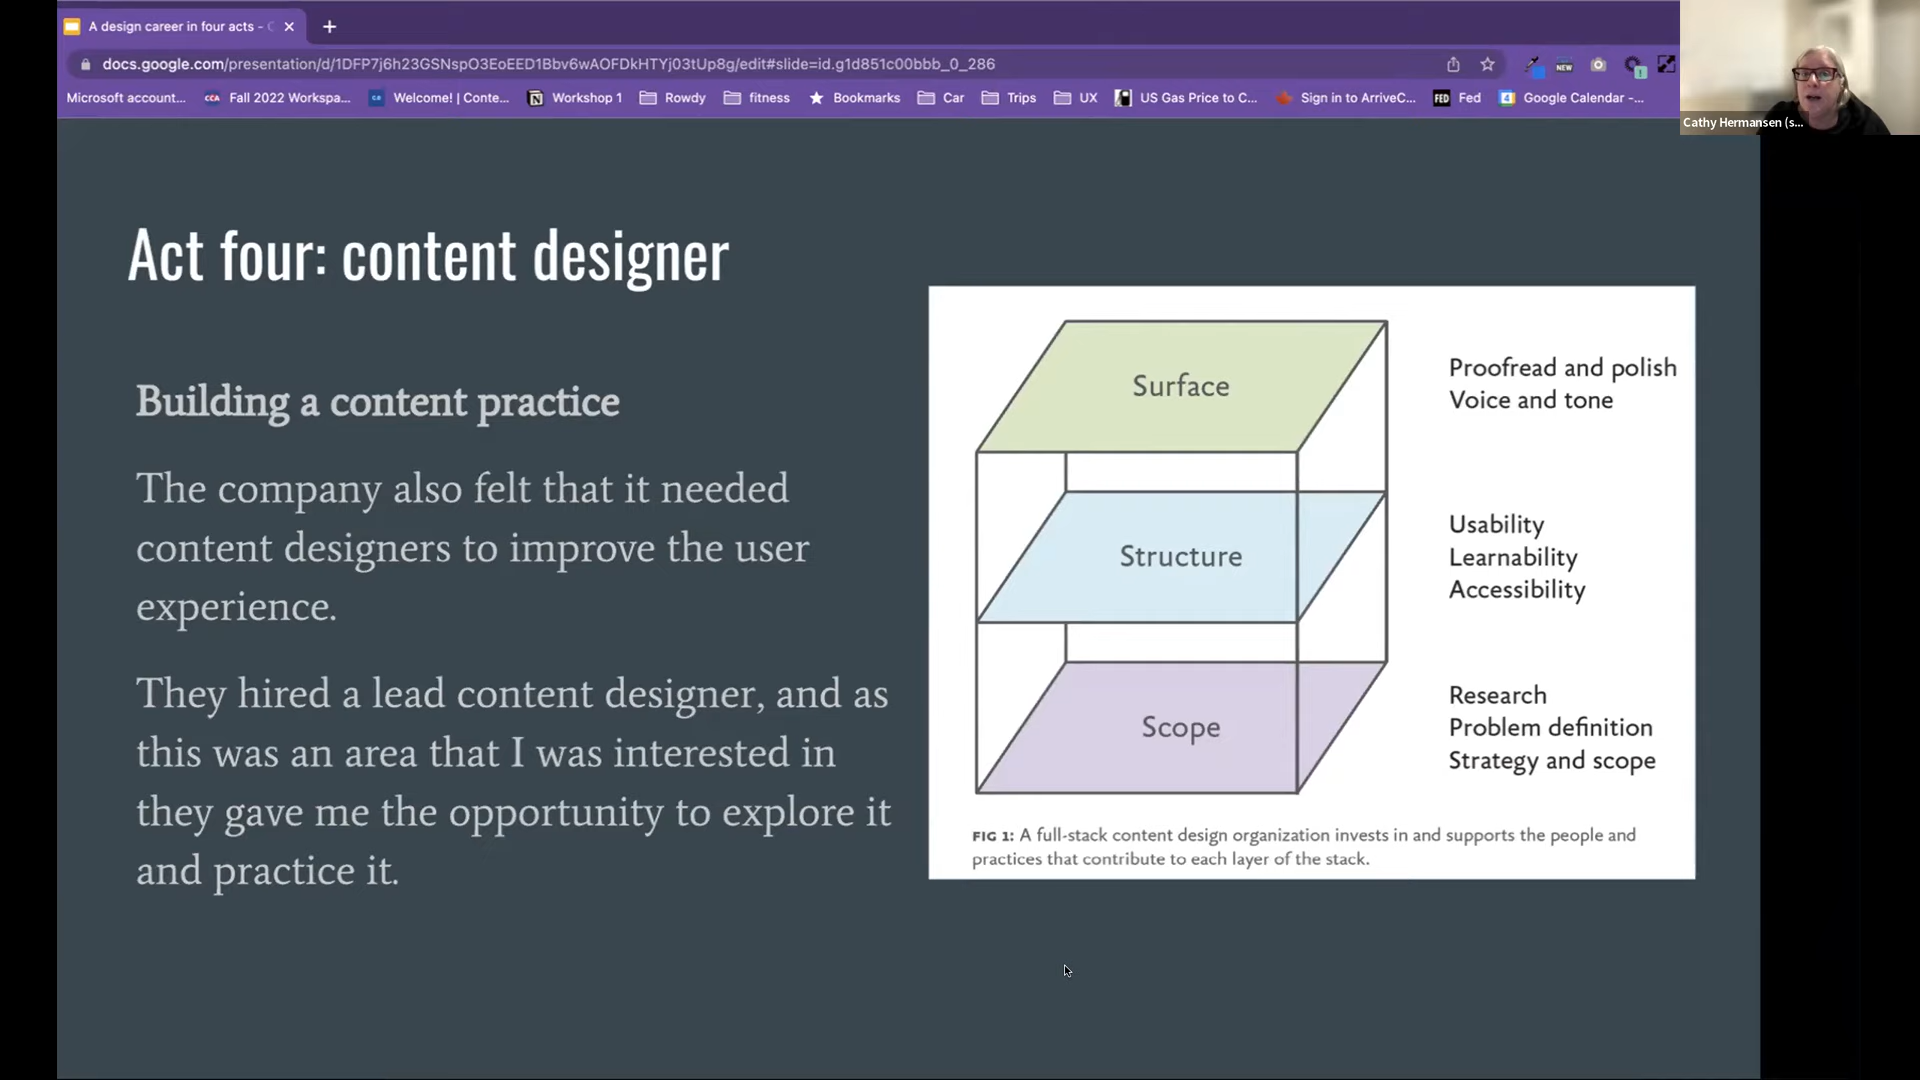 A design career in four acts - C
docs.google.com/presentation/d/1DFP7j6h23GSNspO3EoEED1Bbv6wAOFDkHTYj03tUp8g/edit#slide=id.g1d851c00bbb_0_286
NEW
Microsoft account... CCA Fall 2022 Workspa... Welcome! | Conte... Workshop 1 Rowdy fitness Bookmarks Car Trips UX US Gas Price to C... Sign in to ArriveC... FED Fed 4 Google Calendar -...
Cathy Hermansen (s...
Act four: content designer
Building a content practice
The company also felt that it needed
content designers to improve the user
experience.
They hired a lead content designer, and as
this was an area that I was interested in
they gave me the opportunity to explore it
and practice it.
Surface
Proofread and polish
Voice and tone
Structure
Usability
Learnability
Accessibility
Scope
Research
Problem definition
Strategy and scope
FIG 1: A full-stack content design organization invests in and supports the people and
practices that contribute to each layer of the stack.